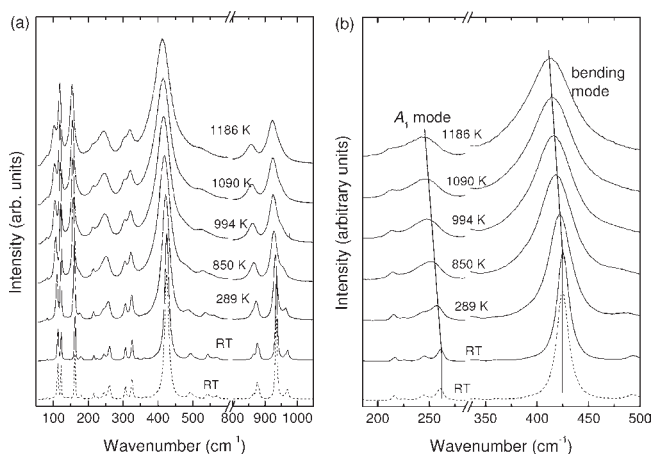 (a)
1186 K
1090 K
994 K
850 K
289 K
RT
RT
Intensity (arb. units)
100 200 300 400 500 600 800 900 1000
Wavenumber (cm⁻¹)
(b)
bending
mode
A₁ mode
1186 K
1090 K
994 K
850 K
289 K
RT
RT
Intensity (arbitrary units)
200 250 350 400 450 500
Wavenumber (cm⁻¹)